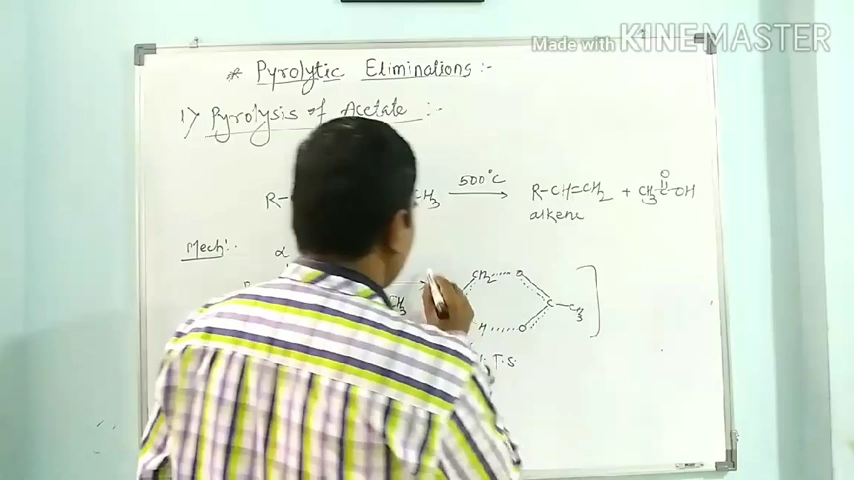 Made with KINEMASTER
* Pyrolytic Eliminations :-
1) Pyrolysis of Acetate :-
R- CH3 500°C R-CH=CH2 + CH3-C-OH
O
alkene
Mech :
α
CH2 O
CH3 C-CH3
H O
T.S.